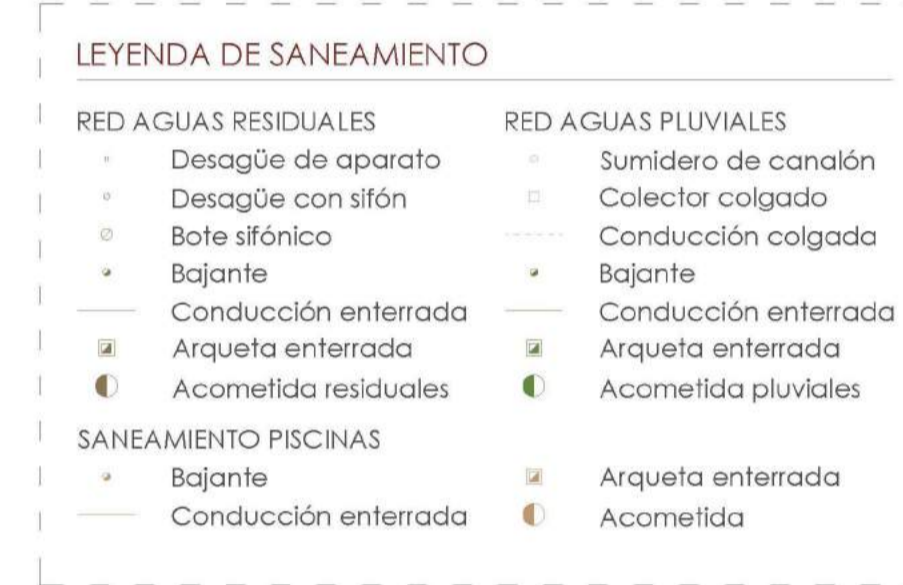 LEYENDA DE SANEAMIENTO
RED AGUAS RESIDUALES
Desagüe de aparato
Desagüe con sifón
Bote sifónico
Bajante
Conducción enterrada
Arqueta enterrada
Acometida residuales
RED AGUAS PLUVIALES
Sumidero de canalón
Colector colgado
Conducción colgada
Bajante
Conducción enterrada
Arqueta enterrada
Acometida pluviales
SANEAMIENTO PISCINAS
Bajante
Conducción enterrada
Arqueta enterrada
Acometida